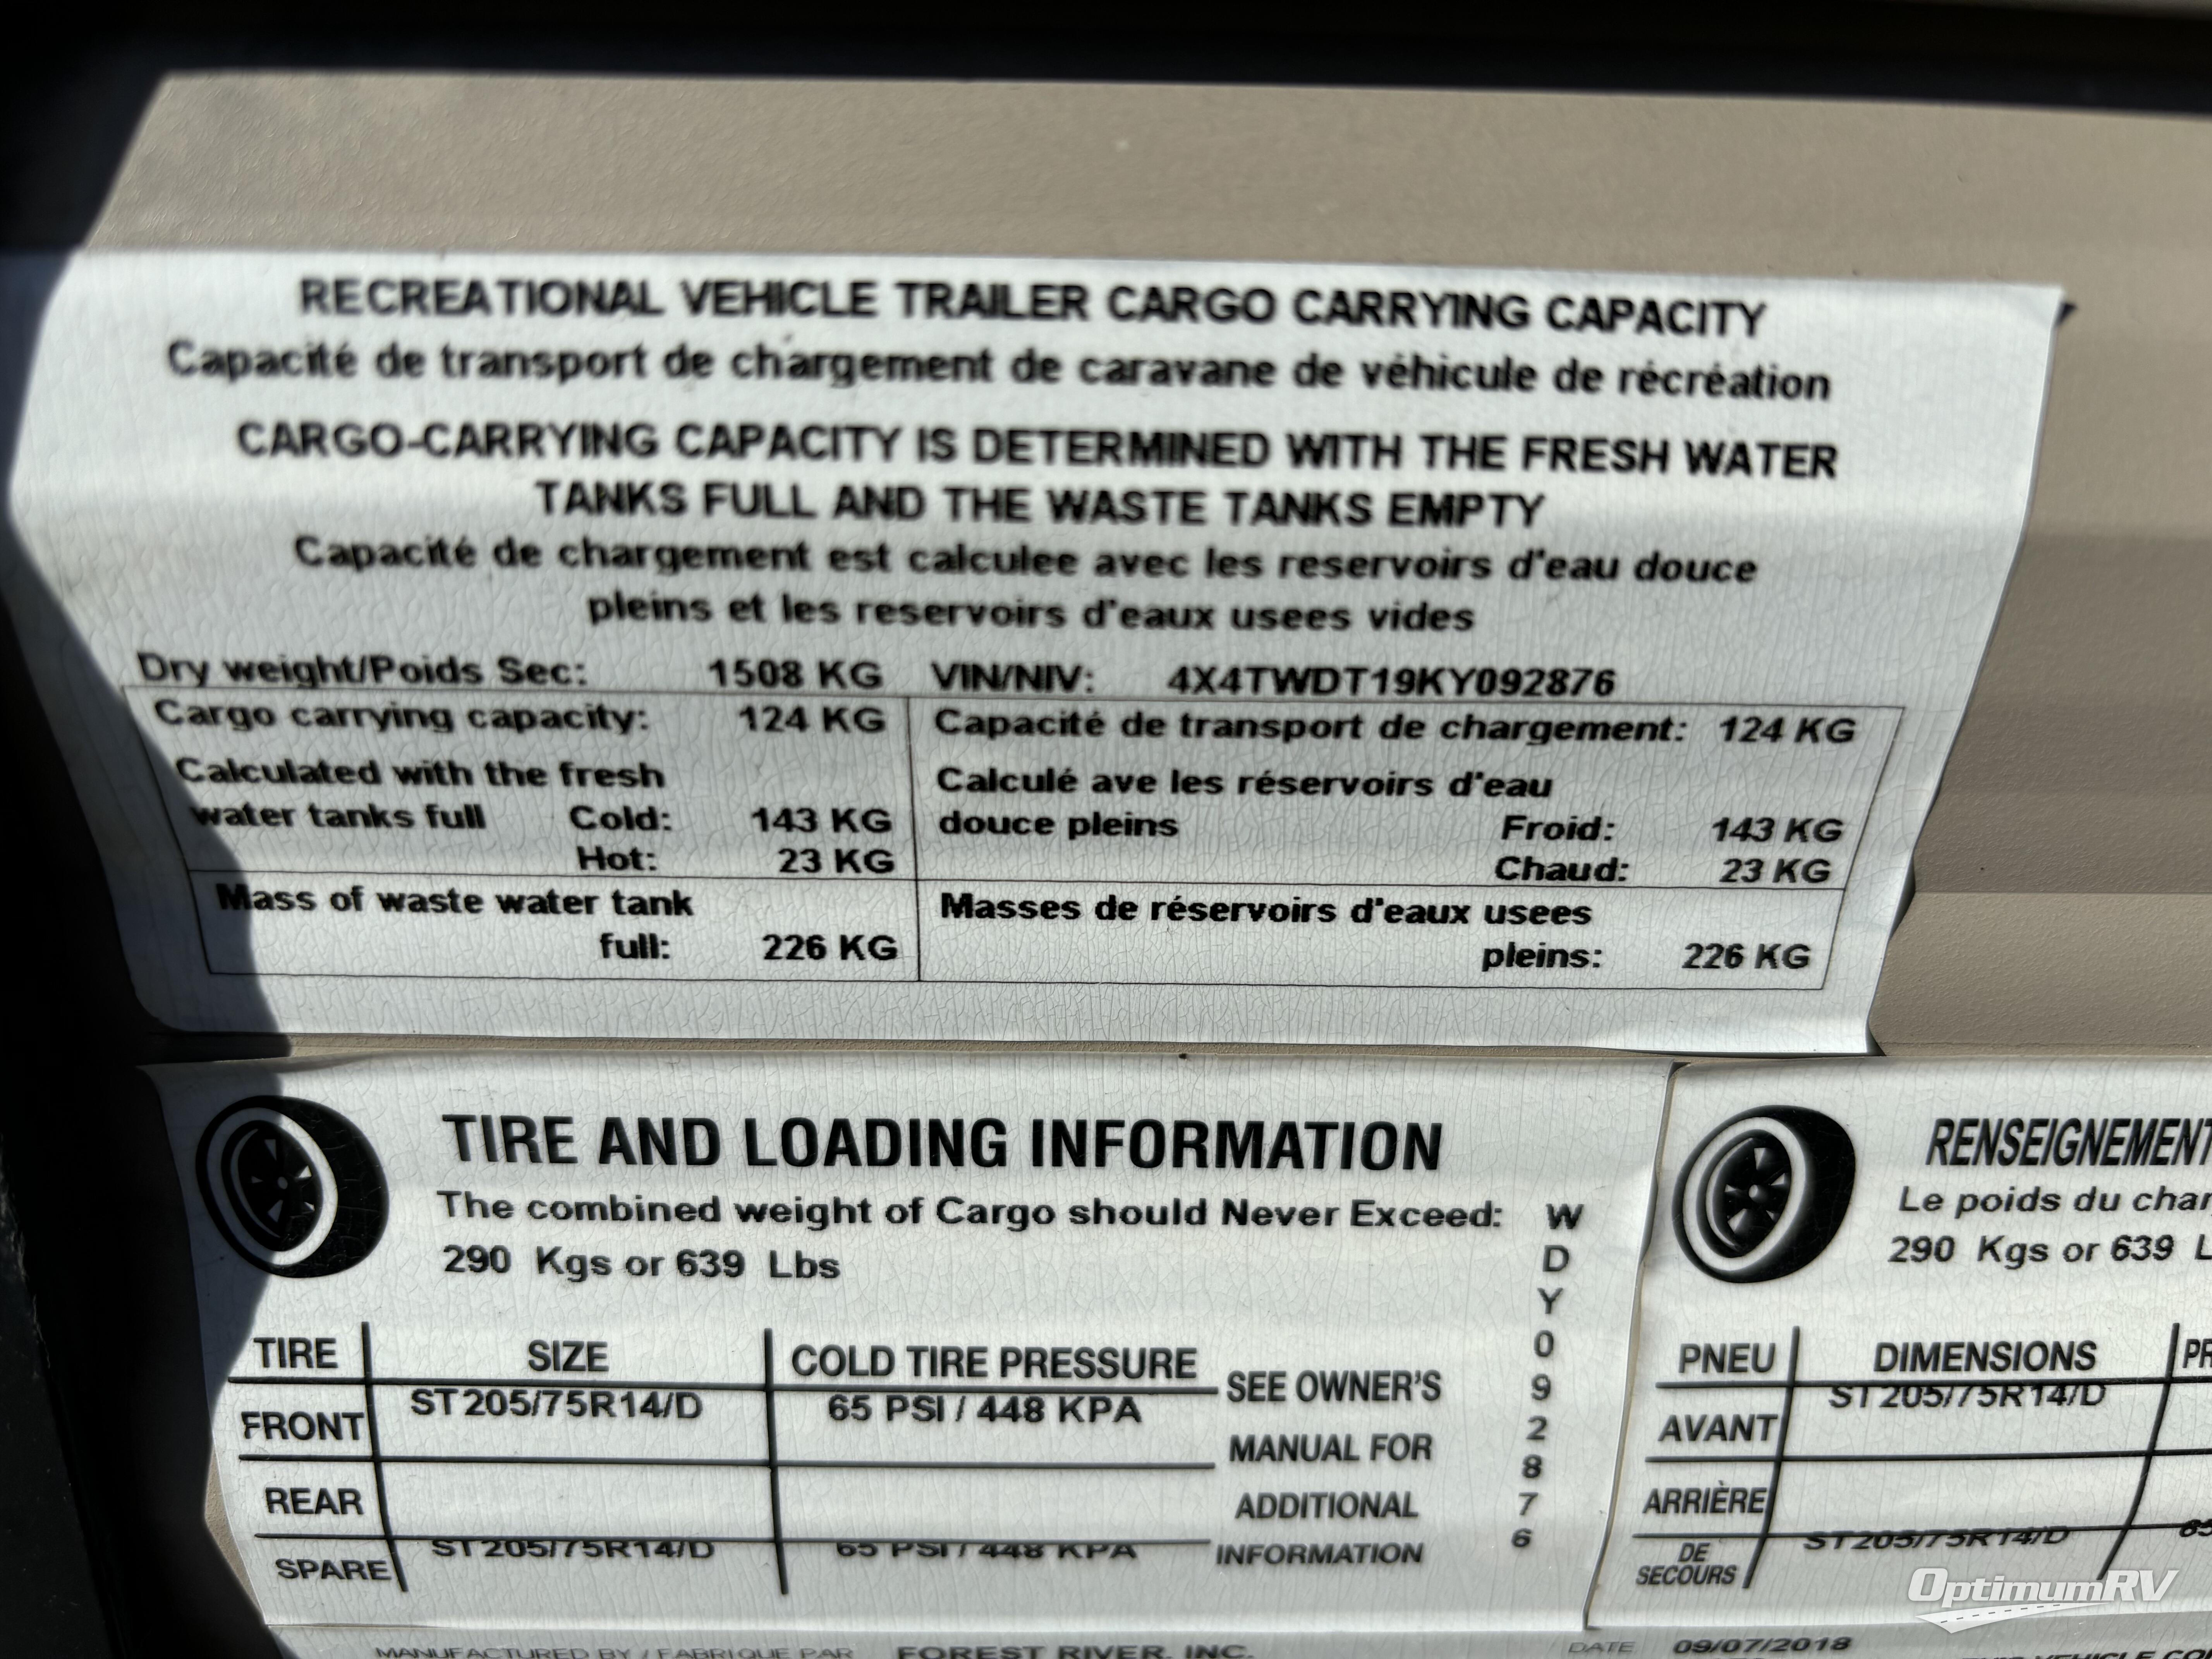 RECREATIONAL VEHICLE TRAILER CARGO CARRYING CAPACITY
Capacité de transport de chargement de caravane de véhicule de récréation
CARGO-CARRYING CAPACITY IS DETERMINED WITH THE FRESH WATER
TANKS FULL AND THE WASTE TANKS EMPTY
Capacité de chargement est calculee avec les reservoirs d'eau douce
pleins et les reservoirs d'eaux usees vides
Dry weight/Poids Sec: 1508 KG VIN/NIV: 4X4TWDT19KY092876
Cargo carrying capacity: 124 KG Capacité de transport de chargement: 124 KG
Calculated with the fresh Calculé ave les réservoirs d'eau
water tanks full Cold: 143 KG douce pleins Froid: 143 KG
Hot: 23 KG Chaud: 23 KG
Mass of waste water tank Masses de réservoirs d'eaux usees
full: 226 KG pleins: 226 KG
TIRE AND LOADING INFORMATION
The combined weight of Cargo should Never Exceed:
290 Kgs or 639 Lbs
WDY092876
TIRE SIZE COLD TIRE PRESSURE
FRONT ST205/75R14/D 65 PSI / 448 KPA
REAR
SPARE ST205/75R14/D 65 PSI / 448 KPA
SEE OWNER'S
MANUAL FOR
ADDITIONAL
INFORMATION
RENSEIGNEMENT
Le poids du char
290 Kgs or 639 L
PNEU DIMENSIONS PR
AVANT ST205/75R14/D
ARRIÈRE
DE SECOURS ST205/75R14/D 65
MANUFACTURED BY / FABRIQUE PAR FOREST RIVER, INC. DATE 09/07/2018
OptimumRV